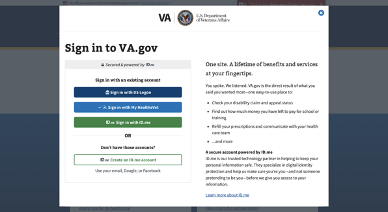 VA
U.S. Department
of Veterans Affairs
Sign in to VA.gov
Secured & powered by ID.me
Sign in with an existing account
Sign in with DS Logon
Sign in with My HealtheVet
Sign in with ID.me
OR
Don't have those accounts?
Create an ID.me account
Use your email, Google, or Facebook
One site. A lifetime of benefits and services
at your fingertips.
You spoke. We listened. VA.gov is the direct result of what
you said you wanted most—one easy-to-use place to:
Check your disability claim and appeal status
Find out how much money you have left to pay for school or
training
Refill your prescriptions and communicate with your health
care team
...and more
A secure account powered by ID.me
ID.me is our trusted technology partner in helping to keep your
personal information safe. They specialize in digital identity
protection and help us make sure you're you—and not someone
pretending to be you—before we give you access to your
information.
Learn more about ID.me